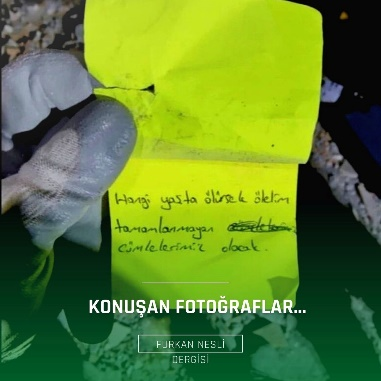 Hangi yaşta ölürsek ölelim
tamamlanmayan
cümlelerimiz olacak.
KONUŞAN FOTOĞRAFLAR...
FURKAN NESLİ
DERGİSİ